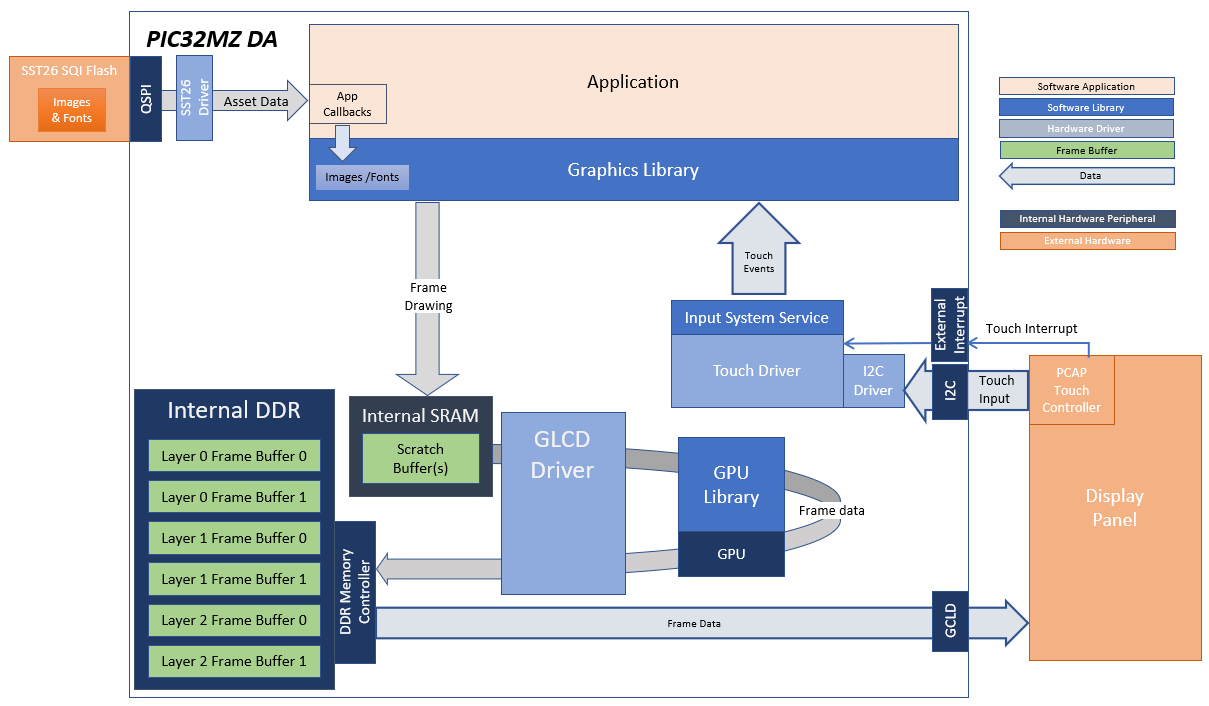 PIC32MZ DA
SST26 SQI Flash
Images
& Fonts
QSPI
SST26
Driver
Asset Data
App
Callbacks
Application
Images /Fonts
Graphics Library
Software Application
Software Library
Hardware Driver
Frame Buffer
Data
Internal Hardware Peripheral
External Hardware
Frame
Drawing
Touch
Events
Input System Service
Touch Driver
I2C
Driver
External
Interrupt
Touch Interrupt
I2C
Touch
Input
PCAP
Touch
Controller
Display
Panel
Internal DDR
Layer 0 Frame Buffer 0
Layer 0 Frame Buffer 1
Layer 1 Frame Buffer 0
Layer 1 Frame Buffer 1
Layer 2 Frame Buffer 0
Layer 2 Frame Buffer 1
DDR Memory
Controller
Internal SRAM
Scratch
Buffer(s)
GLCD
Driver
GPU
Library
GPU
Frame data
Frame Data
GCLD